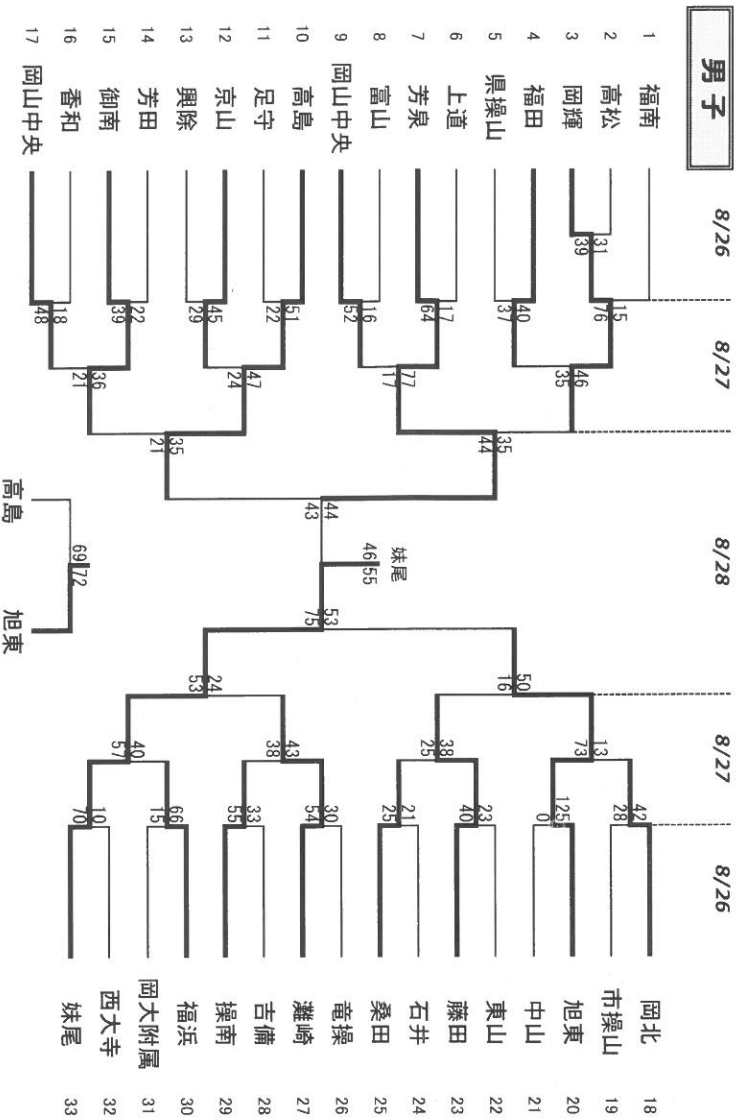 男子
8/26
8/27
8/28
8/27
8/26
1 福南
2 高松
3 岡輝
4 福田
5 県操山
6 上道
7 芳泉
8 富山
9 岡山中央
10 高島
11 足守
12 京山
13 興除
14 芳田
15 御南
16 香和
17 岡山中央
31
39
15
76
40
37
17
64
16
52
51
22
45
29
22
39
18
48
46
35
77
17
47
24
36
21
35
44
35
21
44
43
妹尾
46 55
53
75
50
16
24
53
13
73
38
25
43
38
40
57
42
28
125
0
23
40
21
25
30
54
33
55
66
15
10
70
岡北 18
市操山 19
旭東 20
中山 21
東山 22
藤田 23
石井 24
桑田 25
竜操 26
灘崎 27
吉備 28
操南 29
福浜 30
岡大附属 31
西大寺 32
妹尾 33
69 72
高島
旭東